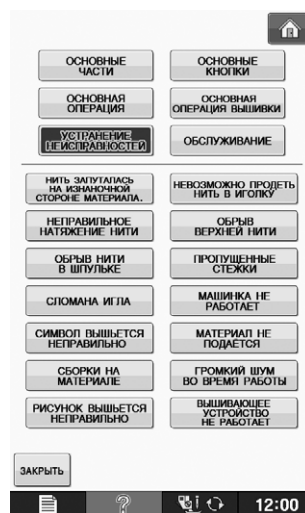 ОСНОВНЫЕ
ЧАСТИ
ОСНОВНЫЕ
КНОПКИ
ОСНОВНАЯ
ОПЕРАЦИЯ
ОСНОВНАЯ
ОПЕРАЦИЯ ВЫШИВКИ
УСТРАНЕНИЕ
НЕИСПРАВНОСТЕЙ
ОБСЛУЖИВАНИЕ
НИТЬ ЗАПУТАЛАСЬ
НА ИЗНАНОЧНОЙ
СТОРОНЕ МАТЕРИАЛА.
НЕВОЗМОЖНО ПРОДЕТЬ
НИТЬ В ИГОЛКУ
НЕПРАВИЛЬНОЕ
НАТЯЖЕНИЕ НИТИ
ОБРЫВ
ВЕРХНЕЙ НИТИ
ОБРЫВ НИТИ
В ШПУЛЬКЕ
ПРОПУЩЕННЫЕ
СТЕЖКИ
СЛОМАНА ИГЛА
МАШИНКА НЕ
РАБОТАЕТ
СИМВОЛ ВЫШЬЕТСЯ
НЕПРАВИЛЬНО
МАТЕРИАЛ НЕ
ПОДАЁТСЯ
СБОРКИ НА
МАТЕРИАЛЕ
ГРОМКИЙ ШУМ
ВО ВРЕМЯ РАБОТЫ
РИСУНОК ВЫШЬЕТСЯ
НЕПРАВИЛЬНО
ВЫШИВАЮЩЕЕ
УСТРОЙСТВО
НЕ РАБОТАЕТ
ЗАКРЫТЬ
12:00